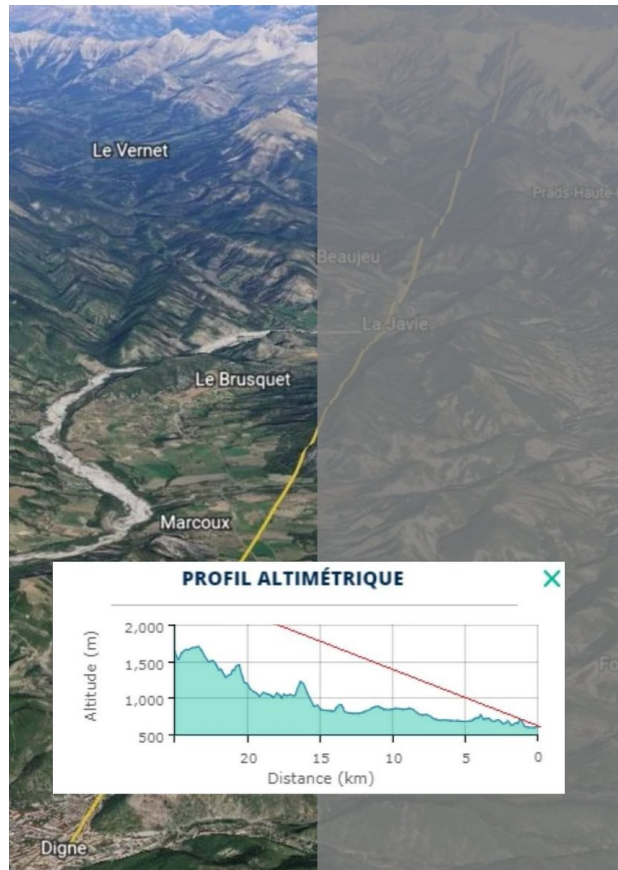 Le Vernet
Prads-Haute-
Beaujeu
La Javie
Le Brusquet
Marcoux
PROFIL ALTIMÉTRIQUE
Altitude (m)
2,000
1,500
1,000
500
20
15
10
5
0
Distance (km)
Fo
Digne